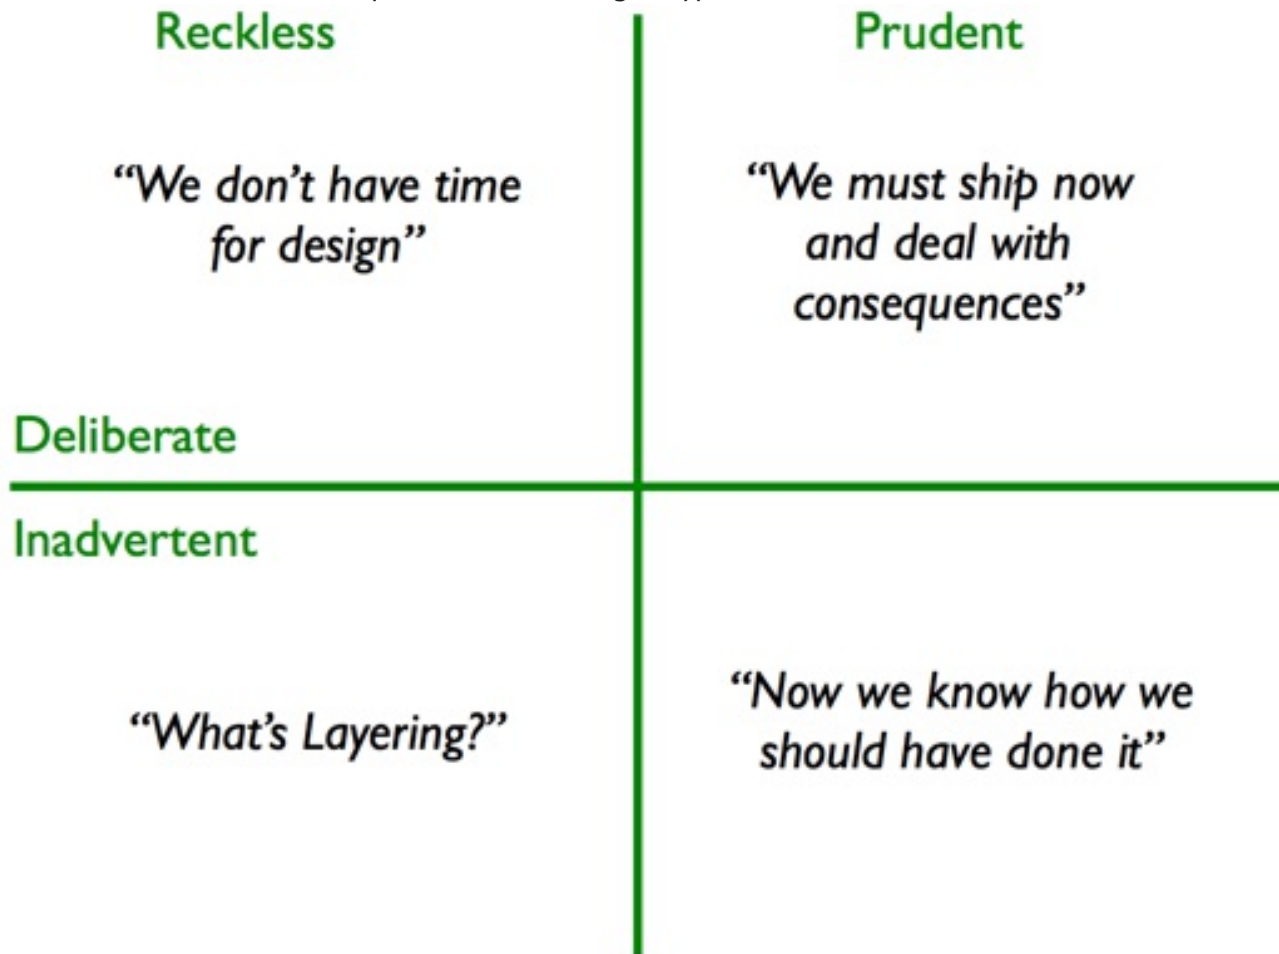 Reckless
Prudent
“We don’t have time
for design”
“We must ship now
and deal with
consequences”
Deliberate
Inadvertent
“What’s Layering?”
“Now we know how we
should have done it”